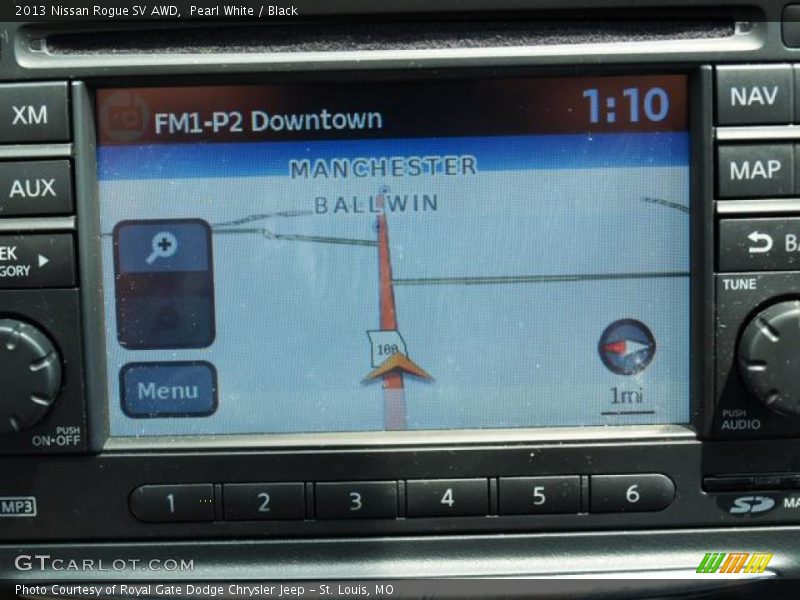 2013 Nissan Rogue SV AWD,  Pearl White / Black
XM
FM1-P2 Downtown
1:10
NAV
MANCHESTER
MAP
AUX
BALLWIN
EK
GORY
TUNE
100
Menu
1mi
PUSH
ON•OFF
PUSH
AUDIO
MP3
1 2 3 4 5 6
SD
GTCARLOT.COM
Photo Courtesy of Royal Gate Dodge Chrysler Jeep – St. Louis, MO